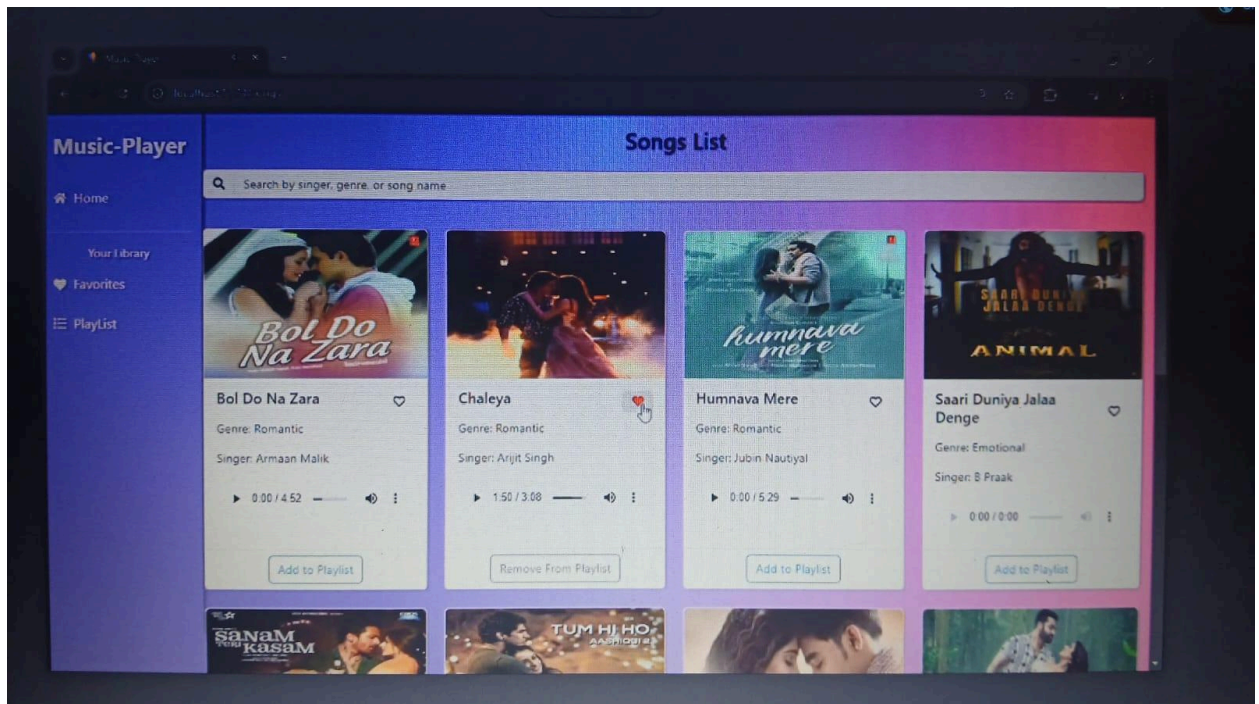 Music Player
Music-Player
Home
Your Library
Favorites
PlayList
Songs List
Search by singer, genre, or song name
Bol Do
Na Zara
Bol Do Na Zara
Genre: Romantic
Singer: Armaan Malik
0:00 / 4:52
Add to Playlist
Chaleya
Genre: Romantic
Singer: Arijit Singh
1:50 / 3:08
Remove From Playlist
humnava
mere
Humnava Mere
Genre: Romantic
Singer: Jubin Nautiyal
0:00 / 5:29
Add to Playlist
SAARI DUNIYA
JALAA DENGE
ANIMAL
Saari Duniya Jalaa
Denge
Genre: Emotional
Singer: B Praak
0:00 / 0:00
Add to Playlist
SANAM
TERI KASAM
TUM HI HO
AASHIQUI 2